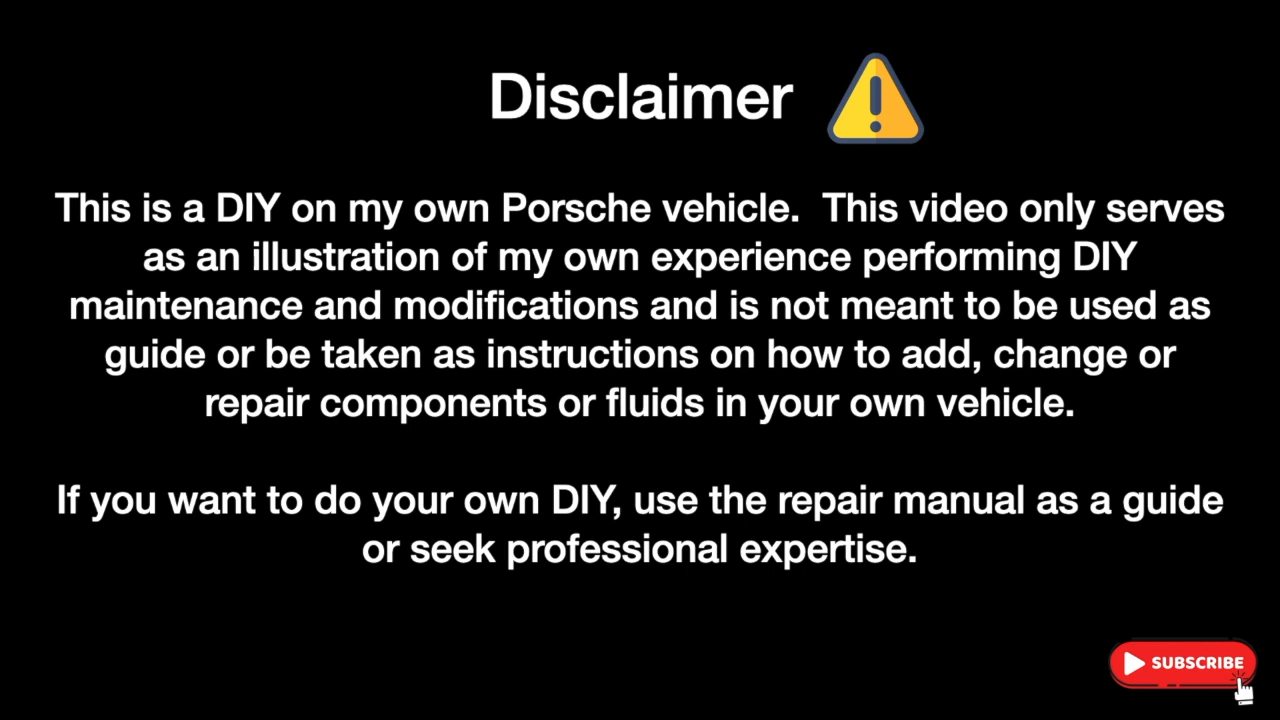 Disclaimer
This is a DIY on my own Porsche vehicle.  This video only serves
as an illustration of my own experience performing DIY
maintenance and modifications and is not meant to be used as
guide or be taken as instructions on how to add, change or
repair components or fluids in your own vehicle.
If you want to do your own DIY, use the repair manual as a guide
or seek professional expertise.
SUBSCRIBE